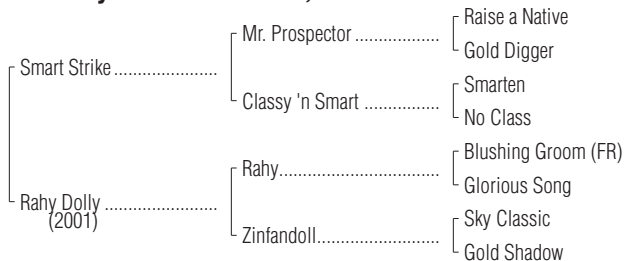 Raise a Native
Mr. Prospector ..................
Gold Digger
Smart Strike ......................
Smarten
Classy 'n Smart ................
No Class
Blushing Groom (FR)
Rahy..................................
Glorious Song
Rahy Dolly ........................
(2001)
Sky Classic
Zinfandoll..........................
Gold Shadow